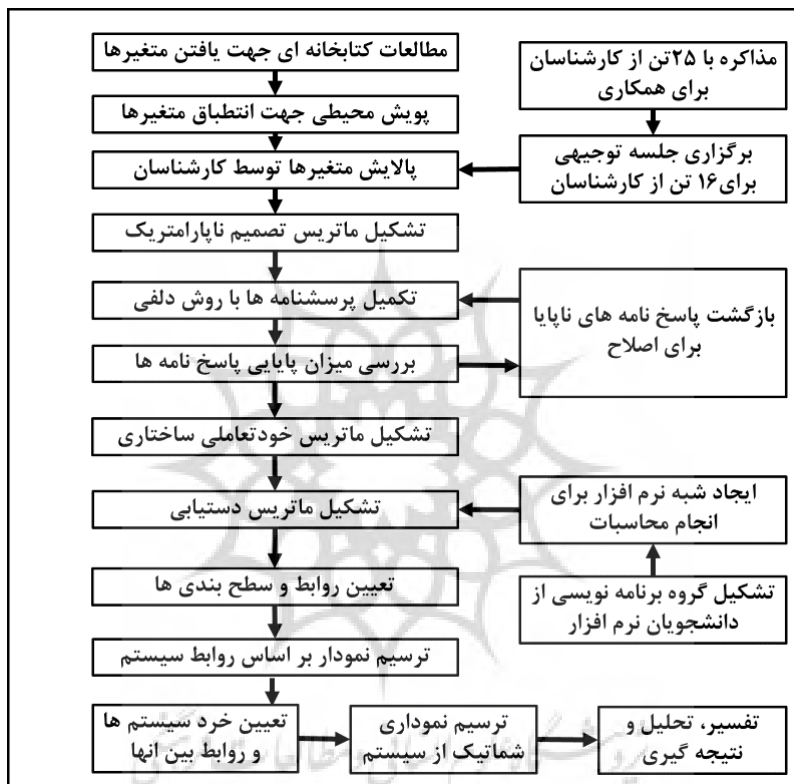 مطالعات کتابخانه ای جهت یافتن متغیرها
مذاکره با ۲۵تن از کارشناسان
برای همکاری
پویش محیطی جهت انتطباق متغیرها
برگزاری جلسه توجیهی
برای۱۶ تن از کارشناسان
پالایش متغیرها توسط کارشناسان
تشکیل ماتریس تصمیم ناپارامتریک
تکمیل پرسشنامه ها با روش دلفی
بازگشت پاسخ نامه های ناپایا
برای اصلاح
بررسی میزان پایایی پاسخ نامه ها
تشکیل ماتریس خودتعاملی ساختاری
ایجاد شبه نرم افزار برای
انجام محاسبات
تشکیل ماتریس دستیابی
تعیین روابط و سطح بندی ها
تشکیل گروه برنامه نویسی از
دانشجویان نرم افزار
ترسیم نمودار بر اساس روابط سیستم
تعیین خرد سیستم ها
و روابط بین انها
ترسیم نموداری
شماتیک از سیستم
تفسیر، تحلیل و
نتیجه گیری